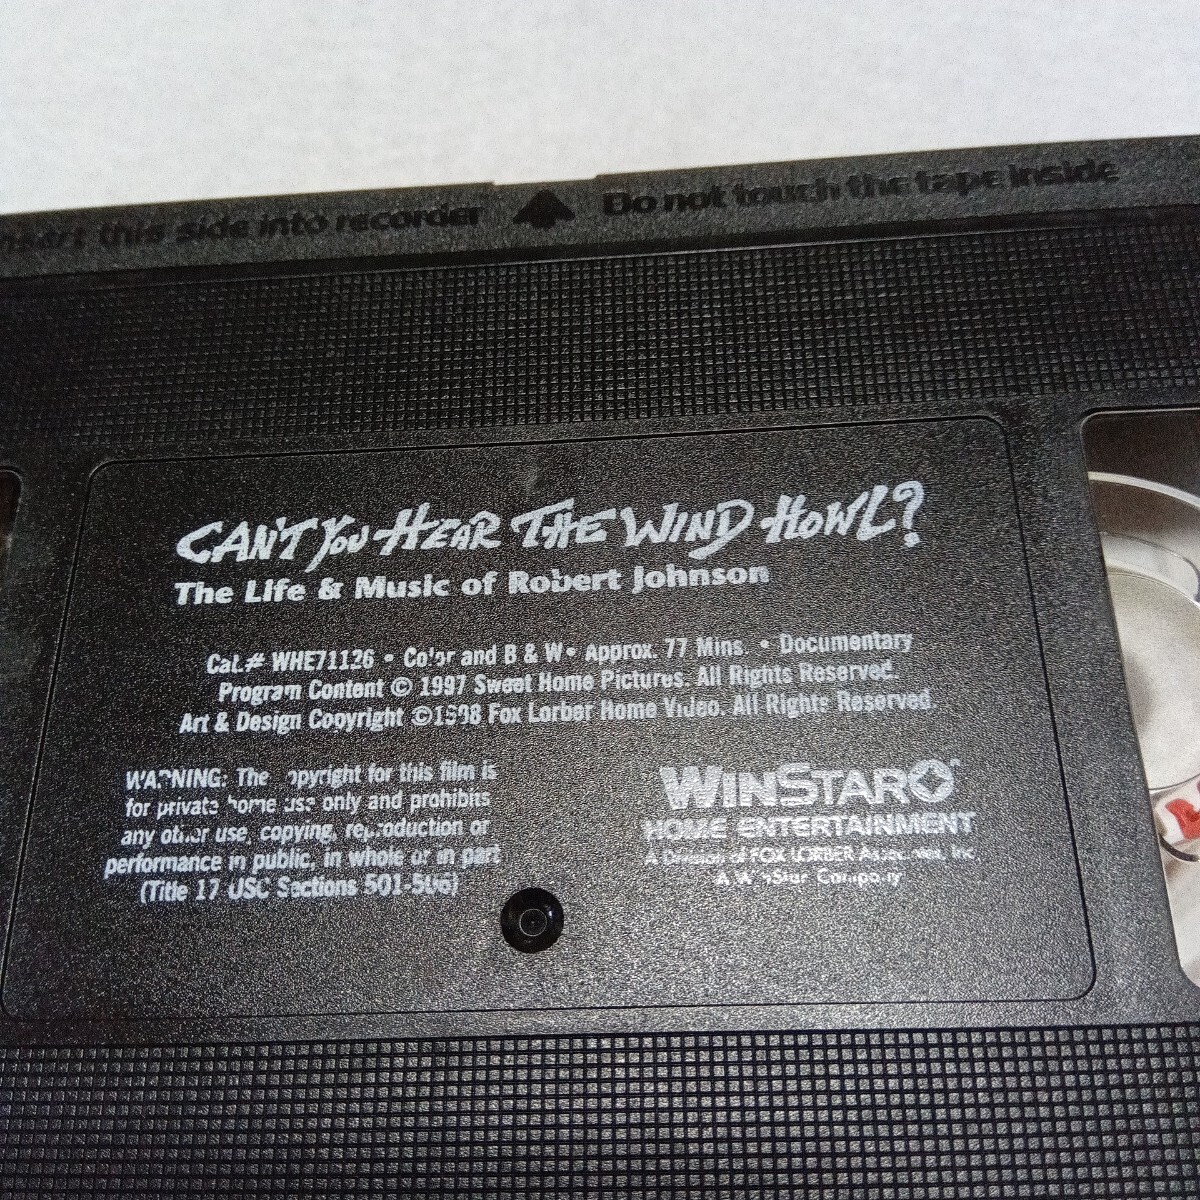 this side into recorder Do not touch the tape inside
CAN'T YOU HEAR THE WIND HOWL?
The Life & Music of Robert Johnson
Cat.# WHE71126 • Color and B & W • Approx. 77 Mins. • Documentary
Program Content © 1997 Sweet Home Pictures. All Rights Reserved.
Art & Design Copyright ©1998 Fox Lorber Home Video. All Rights Reserved.
WARNING: The copyright for this film is
for private home use only and prohibits
any other use, copying, reproduction or
performance in public, in whole or in part
(Title 17 USC Sections 501-506)
WINSTAR
HOME ENTERTAINMENT
A Division of FOX LORBER Associates, Inc.
A WinStar Company